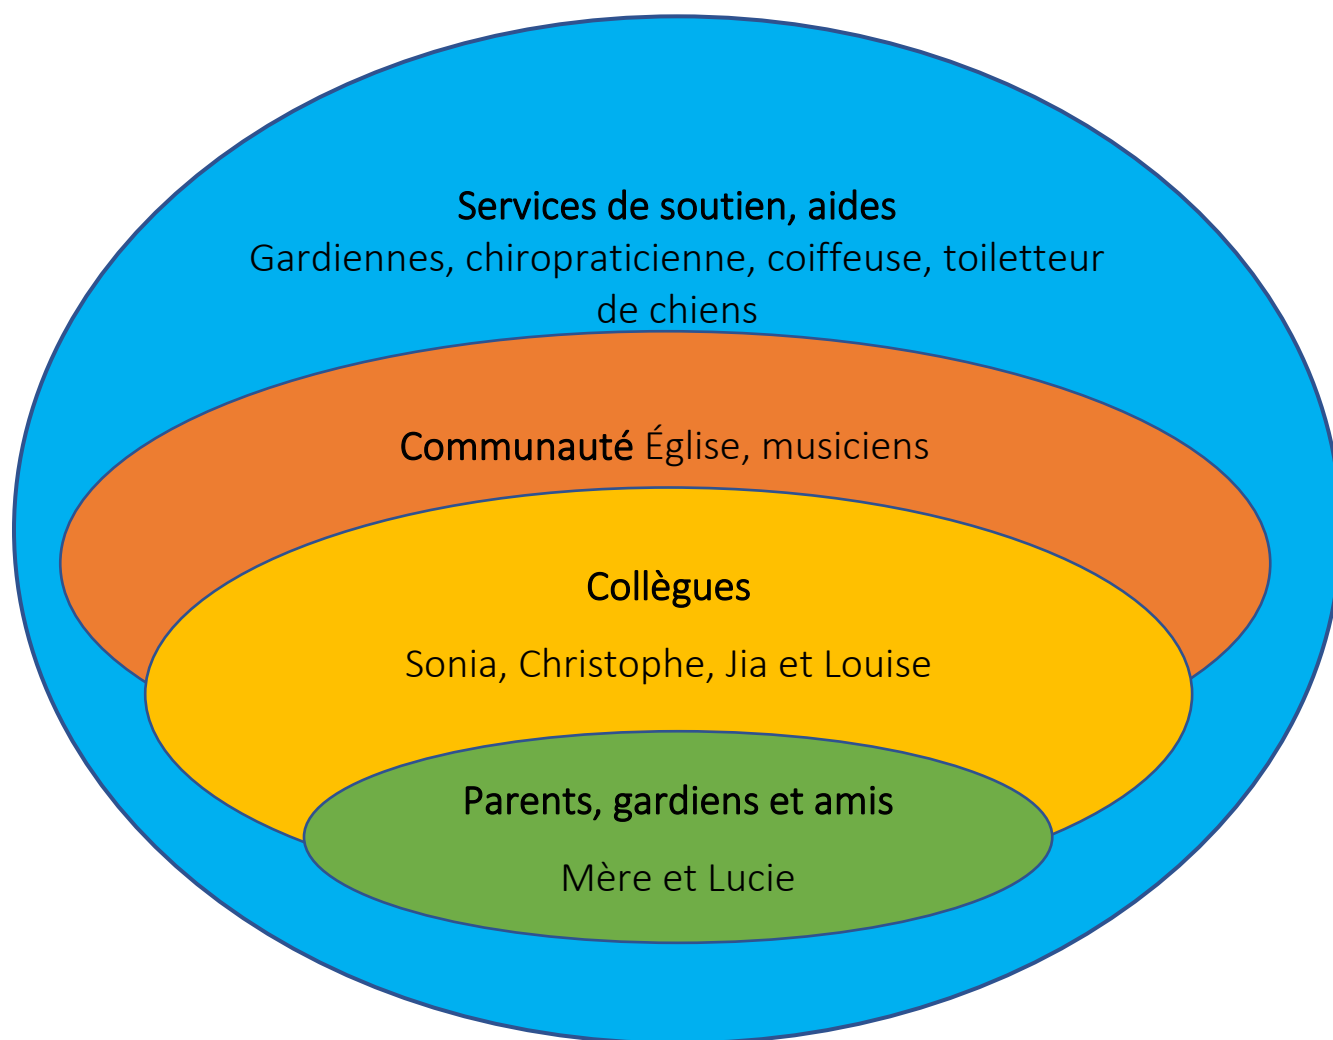 Services de soutien, aides
Gardiennes, chiropraticienne, coiffeuse, toiletteur
de chiens
Communauté Église, musiciens
Collègues
Sonia, Christophe, Jia et Louise
Parents, gardiens et amis
Mère et Lucie